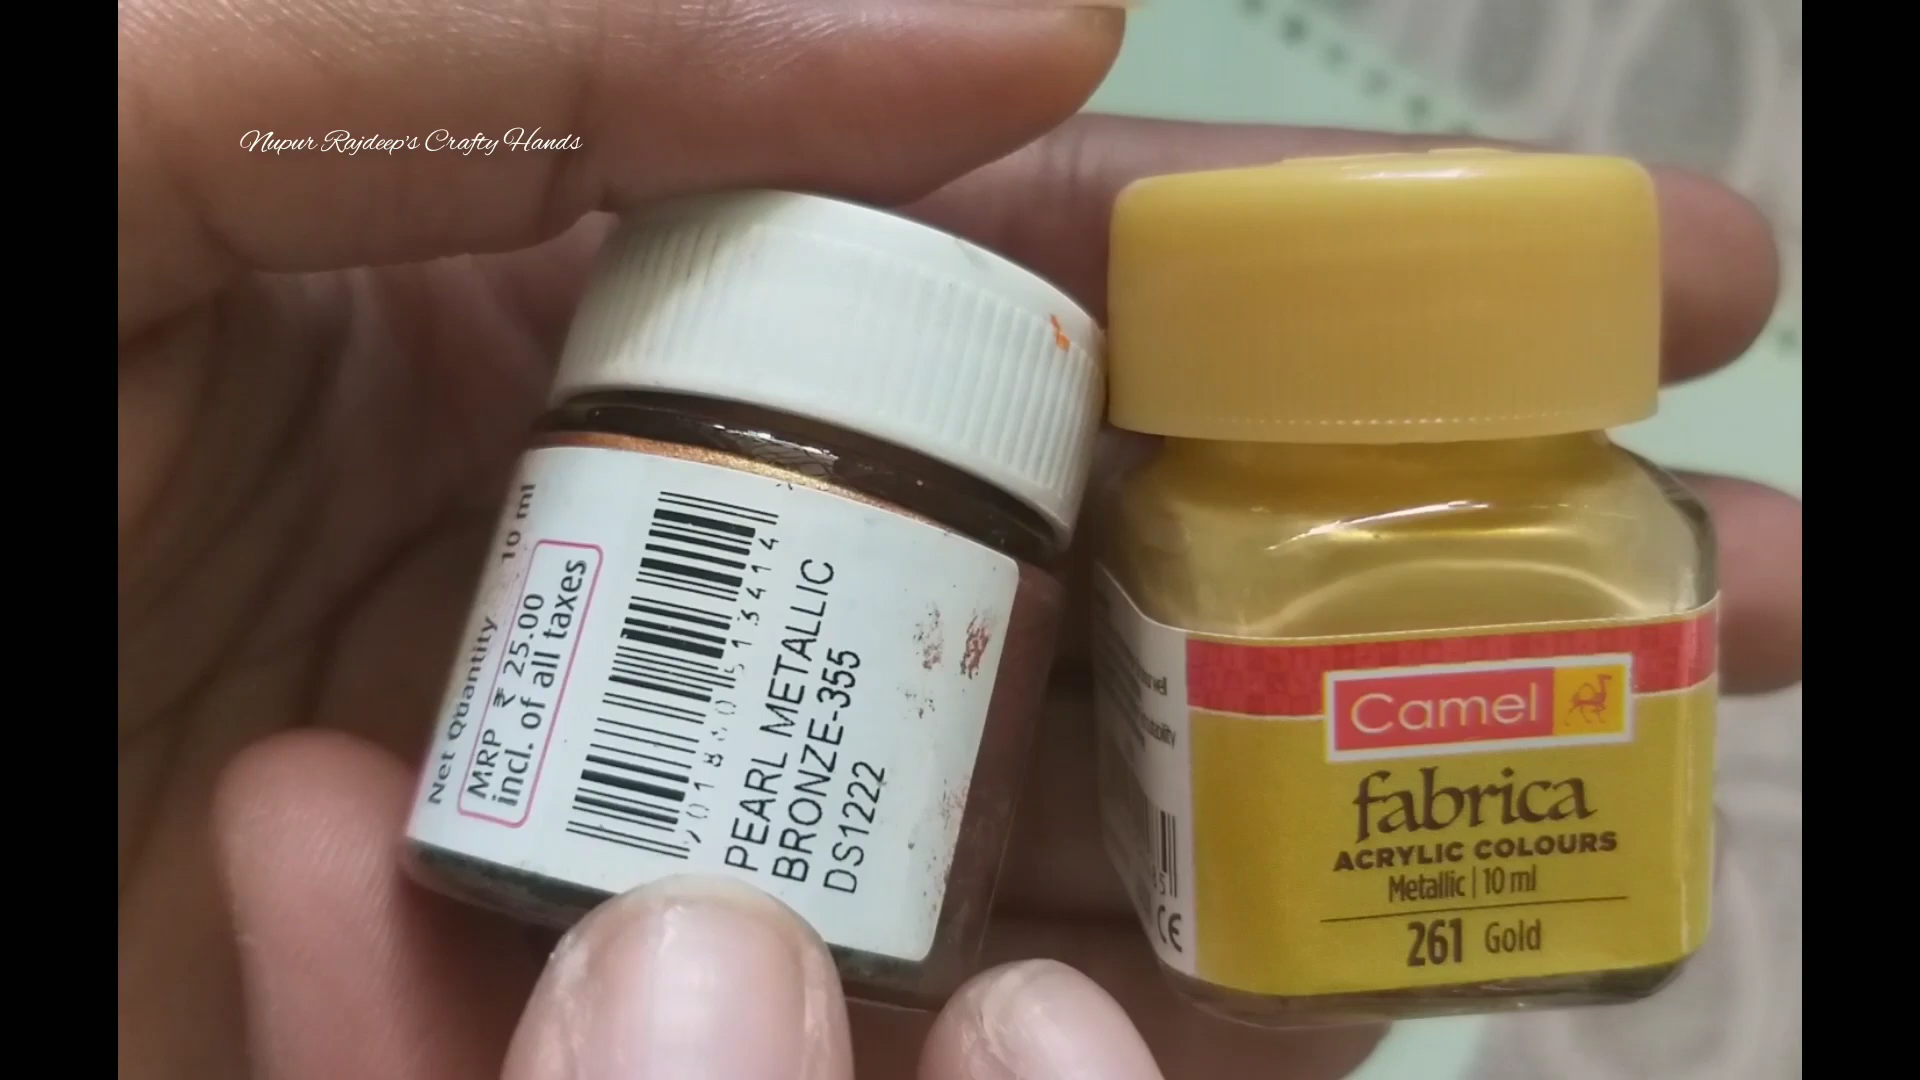 Nupur Rajdeep's Crafty Hands
Net Quantity 10 ml
MRP ₹ 25.00
incl. of all taxes
PEARL METALLIC
BRONZE-355
DS1222
Camel
fabrica
ACRYLIC COLOURS
Metallic | 10 ml
261 Gold
CE